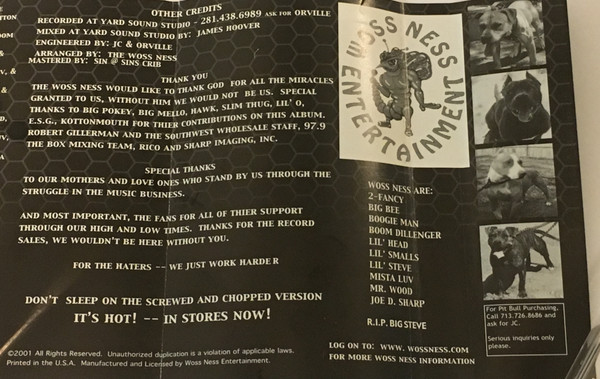 OTHER CREDITS
RECORDED AT YARD SOUND STUDIO - 281.438.6989 ASK FOR ORVILLE
MIXED AT YARD SOUND STUDIO BY: JAMES HOOVER
ENGINEERED BY: JC & ORVILLE
ARRANGED BY: THE WOSS NESS
MASTERED BY: SIN @ SINS CRIB
THANK YOU
THE WOSS NESS WOULD LIKE TO THANK GOD FOR ALL THE MIRACLES
GRANTED TO US, WITHOUT HIM WE WOULD NOT BE US. SPECIAL
THANKS TO BIG POKEY, BIG MELLO, HAWK, SLIM THUG, LIL' O,
E.S.G., KOTTONMOUTH FOR THIER CONTRIBUTIONS ON THIS ALBUM.
ROBERT GILLERMAN AND THE SOUTHWEST WHOLESALE STAFF, 97.9
THE BOX MIXING TEAM, RICO AND SHARP IMAGING, INC.
SPECIAL THANKS
TO OUR MOTHERS AND LOVE ONES WHO STAND BY US THROUGH THE
STRUGGLE IN THE MUSIC BUSINESS.
AND MOST IMPORTANT, THE FANS FOR ALL OF THIER SUPPORT
THROUGH OUR HIGH AND LOW TIMES. THANKS FOR THE RECORD
SALES, WE WOULDN'T BE HERE WITHOUT YOU.
FOR THE HATERS -- WE JUST WORK HARDER
DON'T SLEEP ON THE SCREWED AND CHOPPED VERSION
IT'S HOT! -- IN STORES NOW!
©2001 All Rights Reserved. Unauthorized duplication is a violation of applicable laws.
Printed in the U.S.A. Manufactured and Licensed by Woss Ness Entertainment.
WOSS NESS
ENTERTAINMENT
WOSS NESS ARE:
2-FANCY
BIG BEE
BOOGIE MAN
BOOM DILLENGER
LIL' HEAD
LIL' SMALLS
LIL' STEVE
MISTA LUV
MR. WOOD
JOE D. SHARP
R.I.P. BIG STEVE
LOG ON TO: WWW.WOSSNESS.COM
FOR MORE WOSS NESS INFORMATION
For Pit Bull Purchasing,
Call 713.726.8686 and
ask for JC.
Serious inquiries only
please.